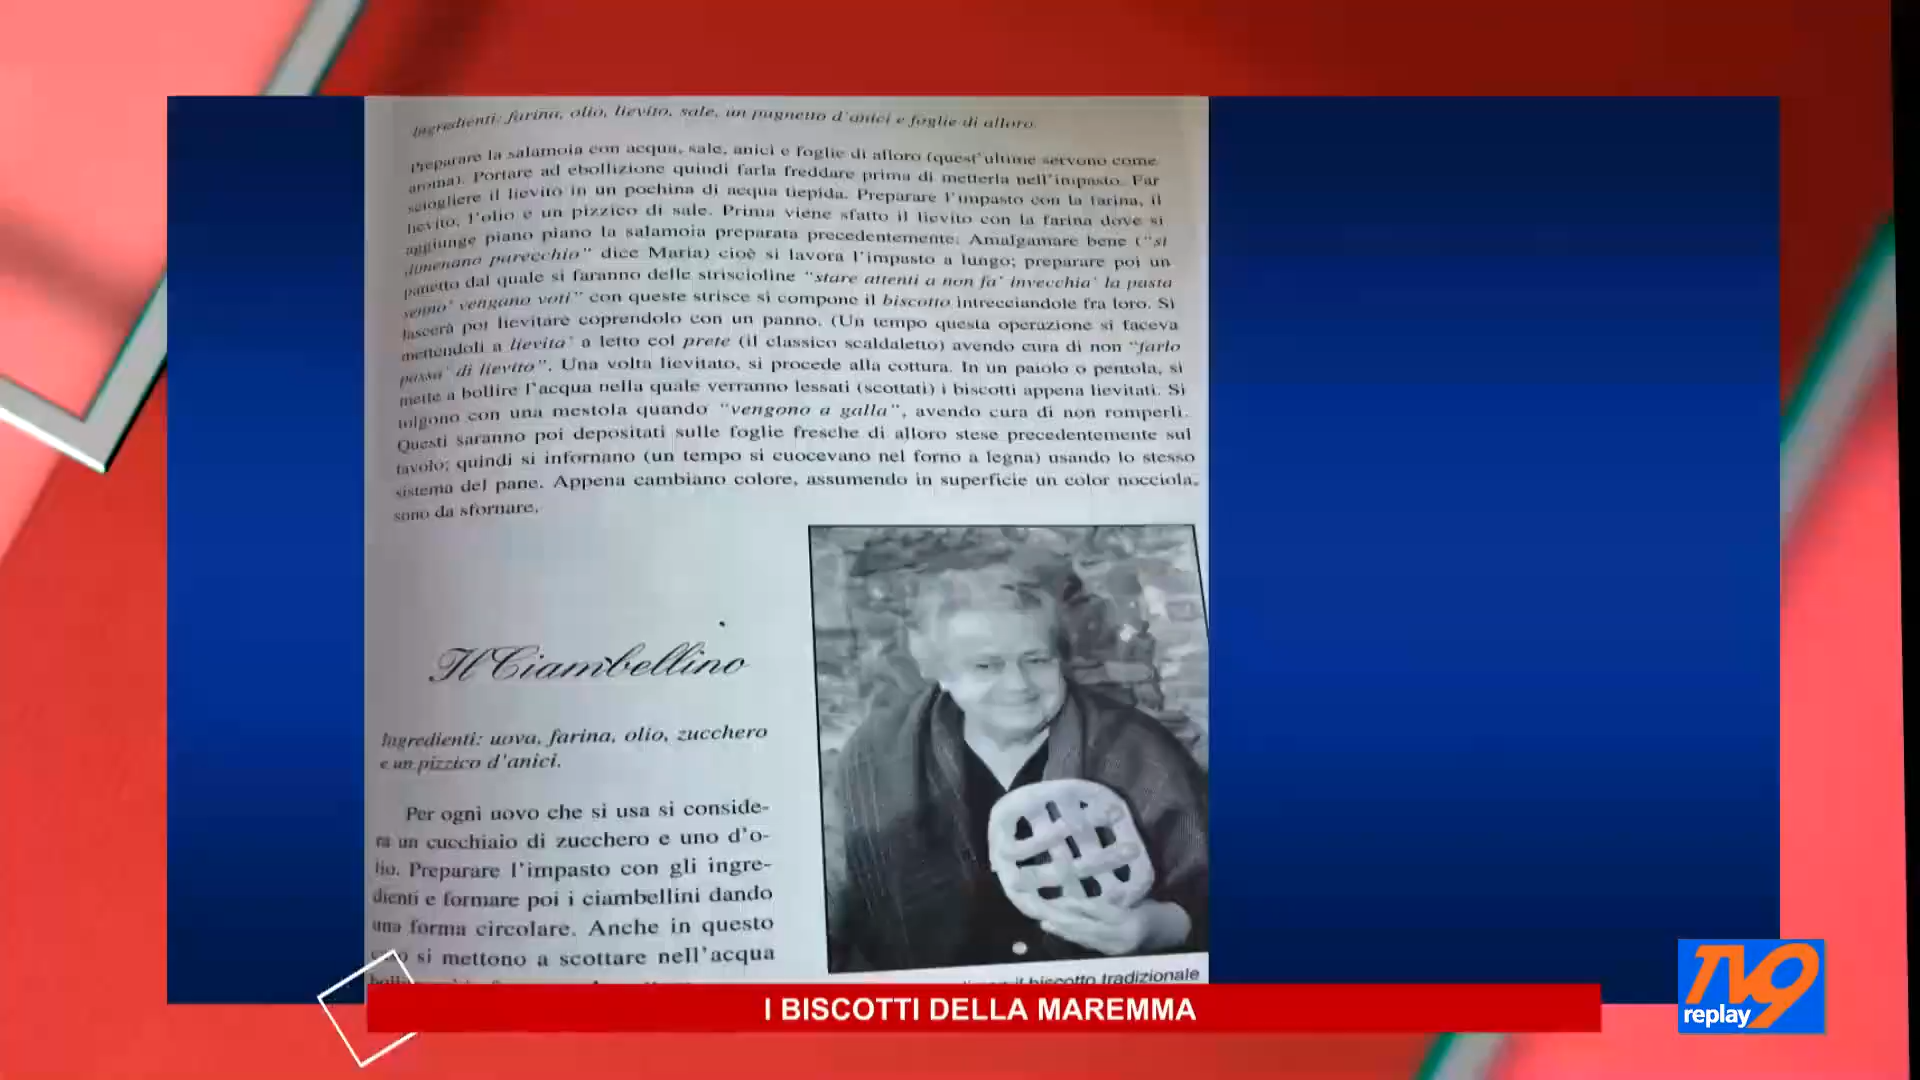 Ingredienti: farina, olio, lievito, sale, un pugnetto d'anici e foglie di alloro.
Preparare la salamoia con acqua, sale, anici e foglie di alloro (quest'ultime servono come
aroma). Portare ad ebollizione quindi farla freddare prima di metterla nell'impasto. Far
sciogliere il lievito in un pochina di acqua tiepida. Preparare l'impasto con la farina, il
lievito, l'olio e un pizzico di sale. Prima viene sfatto il lievito con la farina dove si
aggiunge piano piano la salamoia preparata precedentemente. Amalgamare bene ("si
dimenano parecchio" dice Maria) cioè si lavora l'impasto a lungo; preparare poi un
panetto dal quale si faranno delle striscioline "stare attenti a non fa' invecchia' la pasta
senno' vengano voti" con queste strisce si compone il biscotto intrecciandole fra loro. Si
lascerà poi lievitare coprendolo con un panno. (Un tempo questa operazione si faceva
mettendoli a lievita' a letto col prete (il classico scaldaletto) avendo cura di non "farlo
passa' di lievito". Una volta lievitato, si procede alla cottura. In un paiolo o pentola, si
mette a bollire l'acqua nella quale verranno lessati (scottati) i biscotti appena lievitati. Si
tolgono con una mestola quando "vengono a galla", avendo cura di non romperli.
Questi saranno poi depositati sulle foglie fresche di alloro stese precedentemente sul
tavolo; quindi si infornano (un tempo si cuocevano nel forno a legna) usando lo stesso
sistema del pane. Appena cambiano colore, assumendo in superficie un color nocciola,
sono da sfornare.
Il Ciambellino
Ingredienti: uova, farina, olio, zucchero
e un pizzico d'anici.
Per ogni uovo che si usa si conside-
ra un cucchiaio di zucchero e uno d'o-
lio. Preparare l'impasto con gli ingre-
dienti e formare poi i ciambellini dando
una forma circolare. Anche in questo
si mettono a scottare nell'acqua
il biscotto tradizionale
I BISCOTTI DELLA MAREMMA
TV9
replay